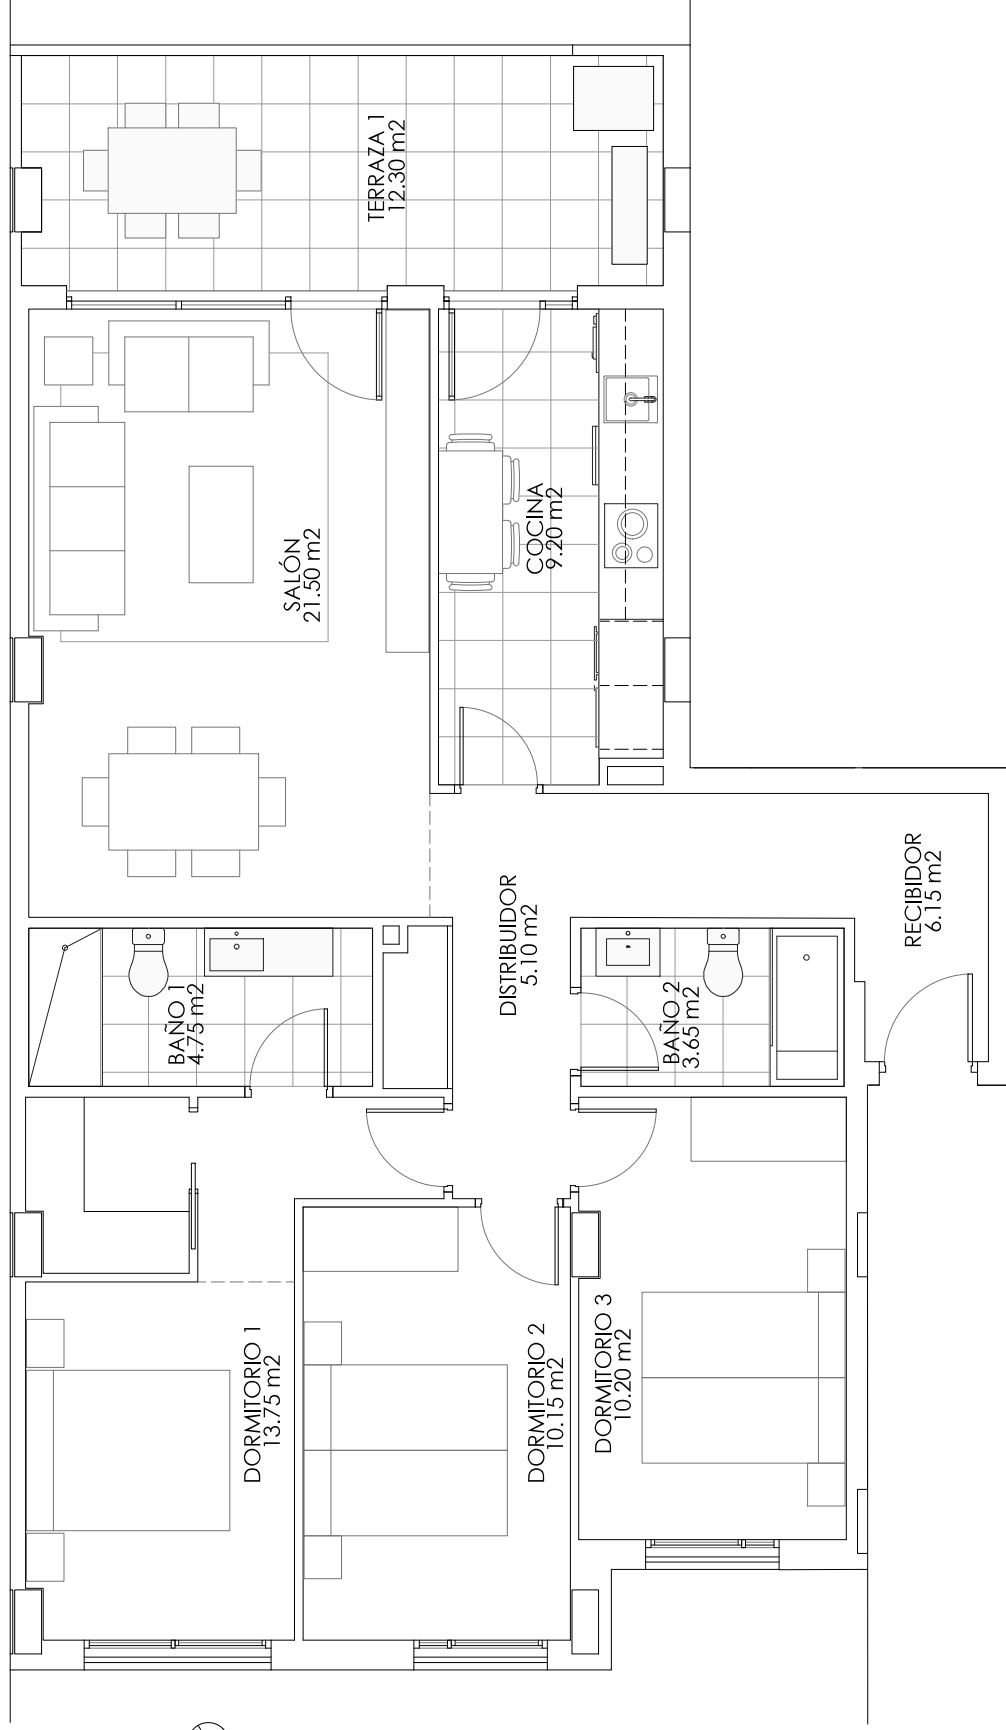 TERRAZA 1
12.30 m2
SALÓN
21.50 m2
COCINA
9.20 m2
RECIBIDOR
6.15 m2
DISTRIBUIDOR
5.10 m2
BAÑO 1
4.75 m2
BAÑO 2
3.65 m2
DORMITORIO 1
13.75 m2
DORMITORIO 2
10.15 m2
DORMITORIO 3
10.20 m2